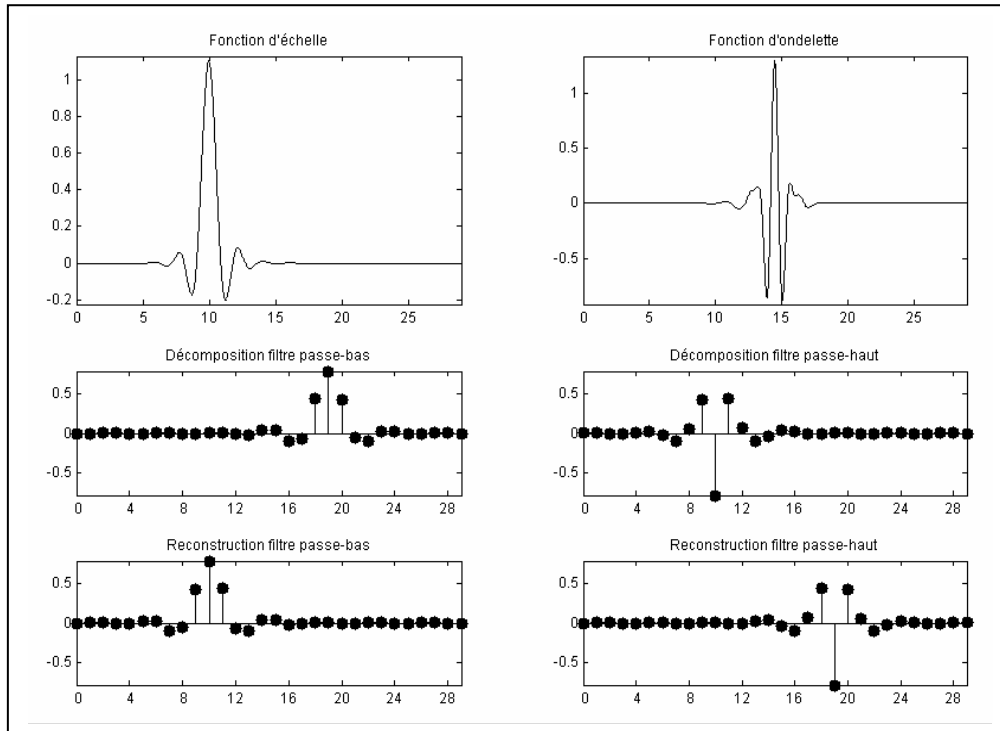 Fonction d'échelle
Fonction d'ondelette
1
0.8
0.6
0.4
0.2
0
-0.2
0 5 10 15 20 25
1
0.5
0
-0.5
0 5 10 15 20 25
Décomposition filtre passe-bas
Décomposition filtre passe-haut
0.5
0
-0.5
0 4 8 12 16 20 24 28
0.5
0
-0.5
0 4 8 12 16 20 24 28
Reconstruction filtre passe-bas
Reconstruction filtre passe-haut
0.5
0
-0.5
0 4 8 12 16 20 24 28
0.5
0
-0.5
0 4 8 12 16 20 24 28